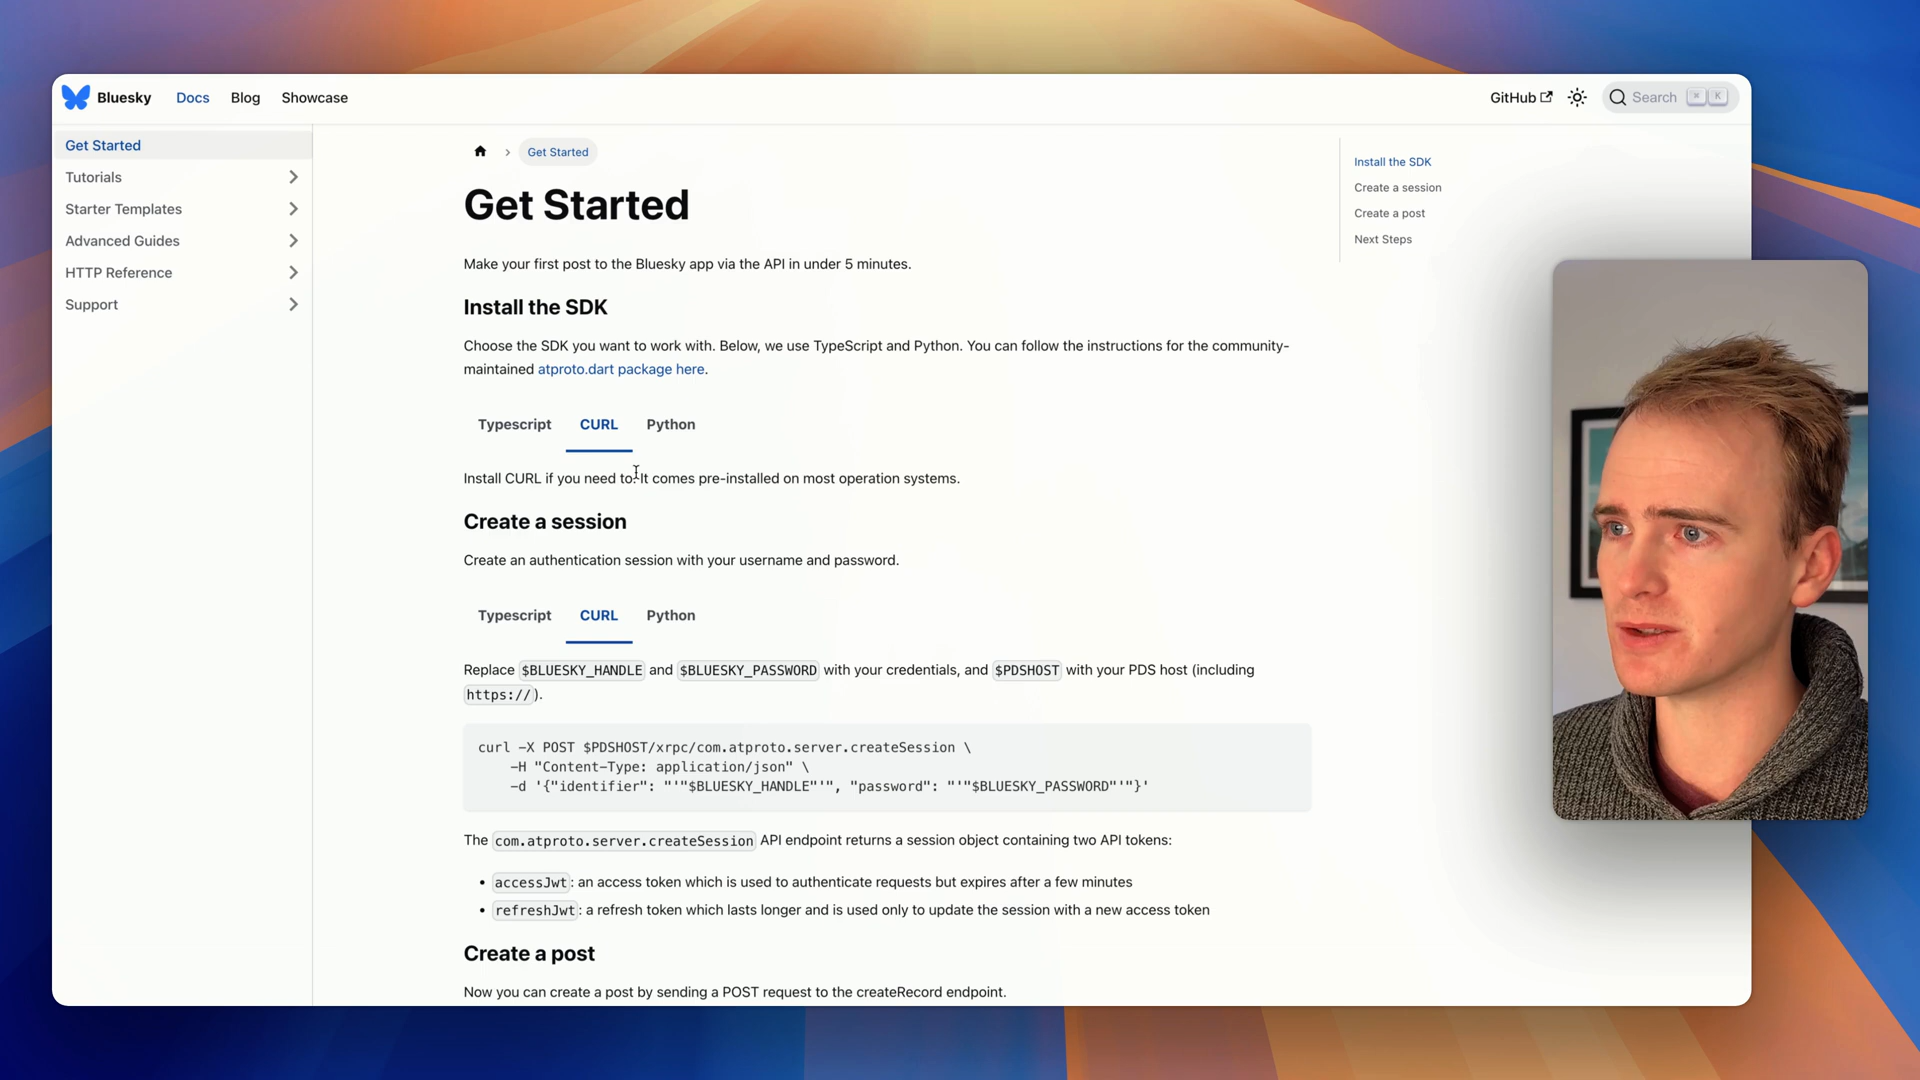 Bluesky Docs Blog Showcase
GitHub
Search ⌘ K
Get Started
Tutorials
Starter Templates
Advanced Guides
HTTP Reference
Support
Get Started
Get Started
Make your first post to the Bluesky app via the API in under 5 minutes.
Install the SDK
Choose the SDK you want to work with. Below, we use TypeScript and Python. You can follow the instructions for the community-
maintained atproto.dart package here.
Typescript CURL Python
Install CURL if you need to. It comes pre-installed on most operation systems.
Create a session
Create an authentication session with your username and password.
Typescript CURL Python
Replace $BLUESKY_HANDLE and $BLUESKY_PASSWORD with your credentials, and $PDSHOST with your PDS host (including
https://).
curl -X POST $PDSHOST/xrpc/com.atproto.server.createSession \
-H "Content-Type: application/json" \
-d '{"identifier": "'"$BLUESKY_HANDLE"'", "password": "'"$BLUESKY_PASSWORD"'"}'
The com.atproto.server.createSession API endpoint returns a session object containing two API tokens:
• accessJwt: an access token which is used to authenticate requests but expires after a few minutes
• refreshJwt: a refresh token which lasts longer and is used only to update the session with a new access token
Create a post
Now you can create a post by sending a POST request to the createRecord endpoint.
Install the SDK
Create a session
Create a post
Next Steps